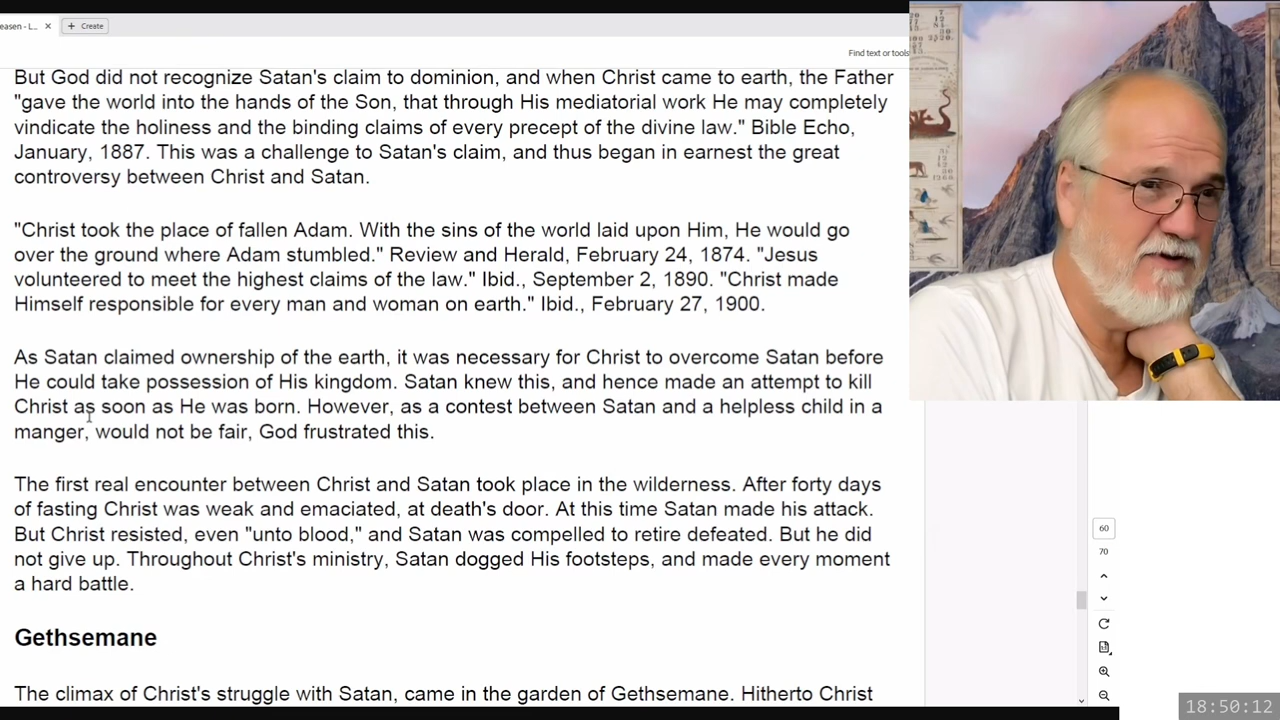 easen - L...
Create
Find text or tools
But God did not recognize Satan's claim to dominion, and when Christ came to earth, the Father
"gave the world into the hands of the Son, that through His mediatorial work He may completely
vindicate the holiness and the binding claims of every precept of the divine law." Bible Echo,
January, 1887. This was a challenge to Satan's claim, and thus began in earnest the great
controversy between Christ and Satan.
"Christ took the place of fallen Adam. With the sins of the world laid upon Him, He would go
over the ground where Adam stumbled." Review and Herald, February 24, 1874. "Jesus
volunteered to meet the highest claims of the law." Ibid., September 2, 1890. "Christ made
Himself responsible for every man and woman on earth." Ibid., February 27, 1900.
As Satan claimed ownership of the earth, it was necessary for Christ to overcome Satan before
He could take possession of His kingdom. Satan knew this, and hence made an attempt to kill
Christ as soon as He was born. However, as a contest between Satan and a helpless child in a
manger, would not be fair, God frustrated this.
The first real encounter between Christ and Satan took place in the wilderness. After forty days
of fasting Christ was weak and emaciated, at death's door. At this time Satan made his attack.
But Christ resisted, even "unto blood," and Satan was compelled to retire defeated. But he did
not give up. Throughout Christ's ministry, Satan dogged His footsteps, and made every moment
a hard battle.
Gethsemane
The climax of Christ's struggle with Satan, came in the garden of Gethsemane. Hitherto Christ
60
70
18:50:12